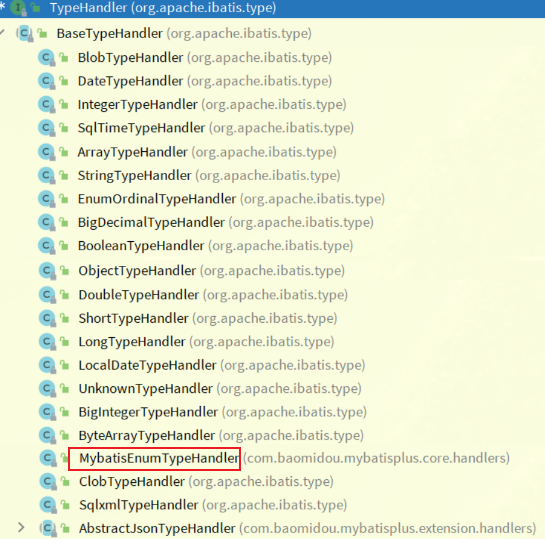 TypeHandler (org.apache.ibatis.type)
BaseTypeHandler (org.apache.ibatis.type)
BlobTypeHandler (org.apache.ibatis.type)
DateTypeHandler (org.apache.ibatis.type)
IntegerTypeHandler (org.apache.ibatis.type)
SqlTimeTypeHandler (org.apache.ibatis.type)
ArrayTypeHandler (org.apache.ibatis.type)
StringTypeHandler (org.apache.ibatis.type)
EnumOrdinalTypeHandler (org.apache.ibatis.type)
BigDecimalTypeHandler (org.apache.ibatis.type)
BooleanTypeHandler (org.apache.ibatis.type)
ObjectTypeHandler (org.apache.ibatis.type)
DoubleTypeHandler (org.apache.ibatis.type)
ShortTypeHandler (org.apache.ibatis.type)
LongTypeHandler (org.apache.ibatis.type)
LocalDateTypeHandler (org.apache.ibatis.type)
UnknownTypeHandler (org.apache.ibatis.type)
BigIntegerTypeHandler (org.apache.ibatis.type)
ByteArrayTypeHandler (org.apache.ibatis.type)
MybatisEnumTypeHandler (com.baomidou.mybatisplus.core.handlers)
ClobTypeHandler (org.apache.ibatis.type)
SqlxmlTypeHandler (org.apache.ibatis.type)
AbstractJsonTypeHandler (com.baomidou.mybatisplus.extension.handlers)